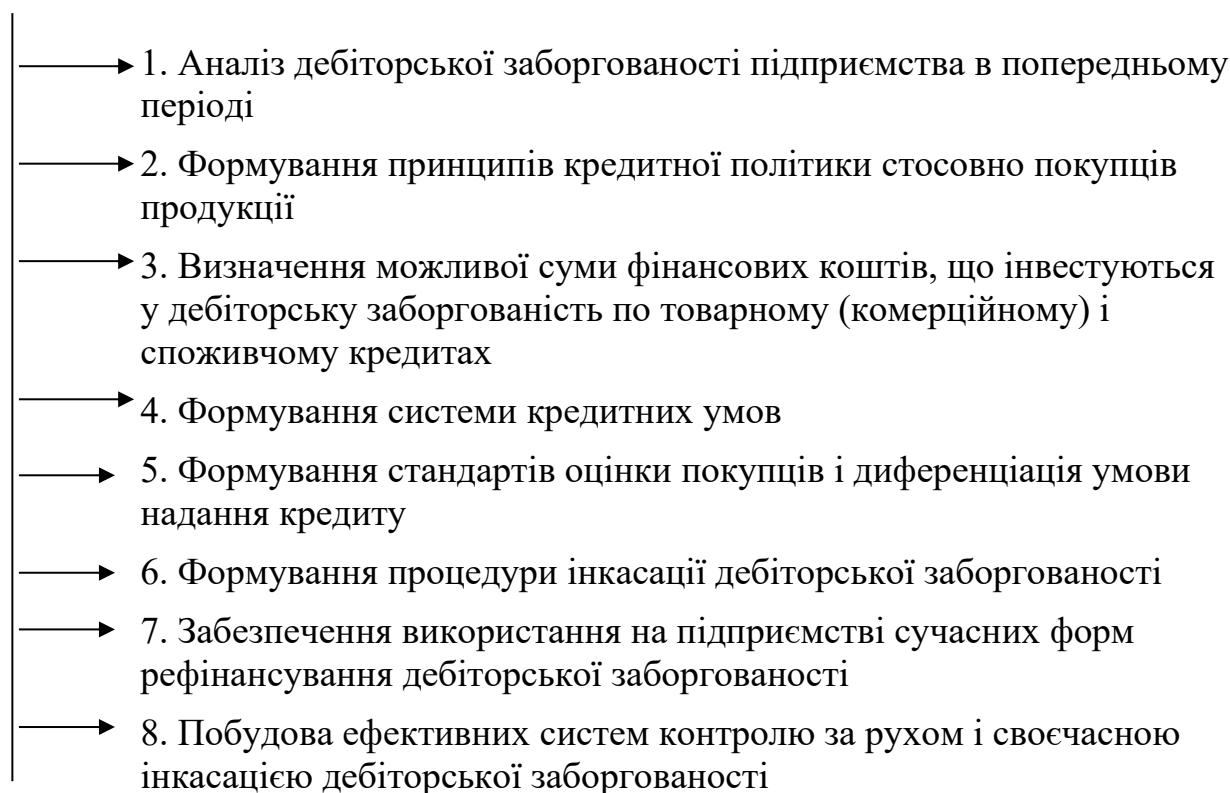 1. Аналіз дебіторської заборгованості підприємства в попередньому
періоді
2. Формування принципів кредитної політики стосовно покупців
продукції
3. Визначення можливої суми фінансових коштів, що інвестуються
у дебіторську заборгованість по товарному (комерційному) і
споживчому кредитах
4. Формування системи кредитних умов
5. Формування стандартів оцінки покупців і диференціація умови
надання кредиту
6. Формування процедури інкасації дебіторської заборгованості
7. Забезпечення використання на підприємстві сучасних форм
рефінансування дебіторської заборгованості
8. Побудова ефективних систем контролю за рухом і своєчасною
інкасацією дебіторської заборгованості